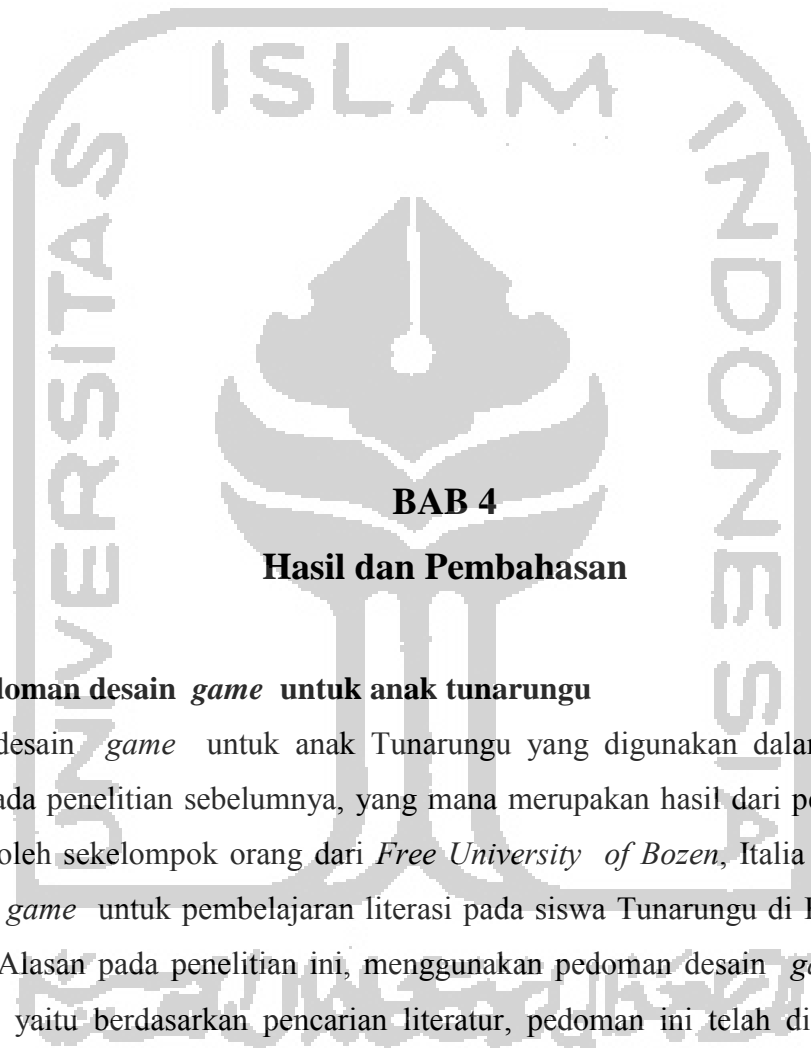 ISLAM
UNIVERSITAS
INDONESIA
BAB 4
Hasil dan Pembahasan
doman desain game untuk anak tunarungu
desain game untuk anak Tunarungu yang digunakan dalam
ada penelitian sebelumnya, yang mana merupakan hasil dari
oleh sekelompok orang dari Free University of Bozen, Italia
game untuk pembelajaran literasi pada siswa Tunarungu di
Alasan pada penelitian ini, menggunakan pedoman desain
yaitu berdasarkan pencarian literatur, pedoman ini telah